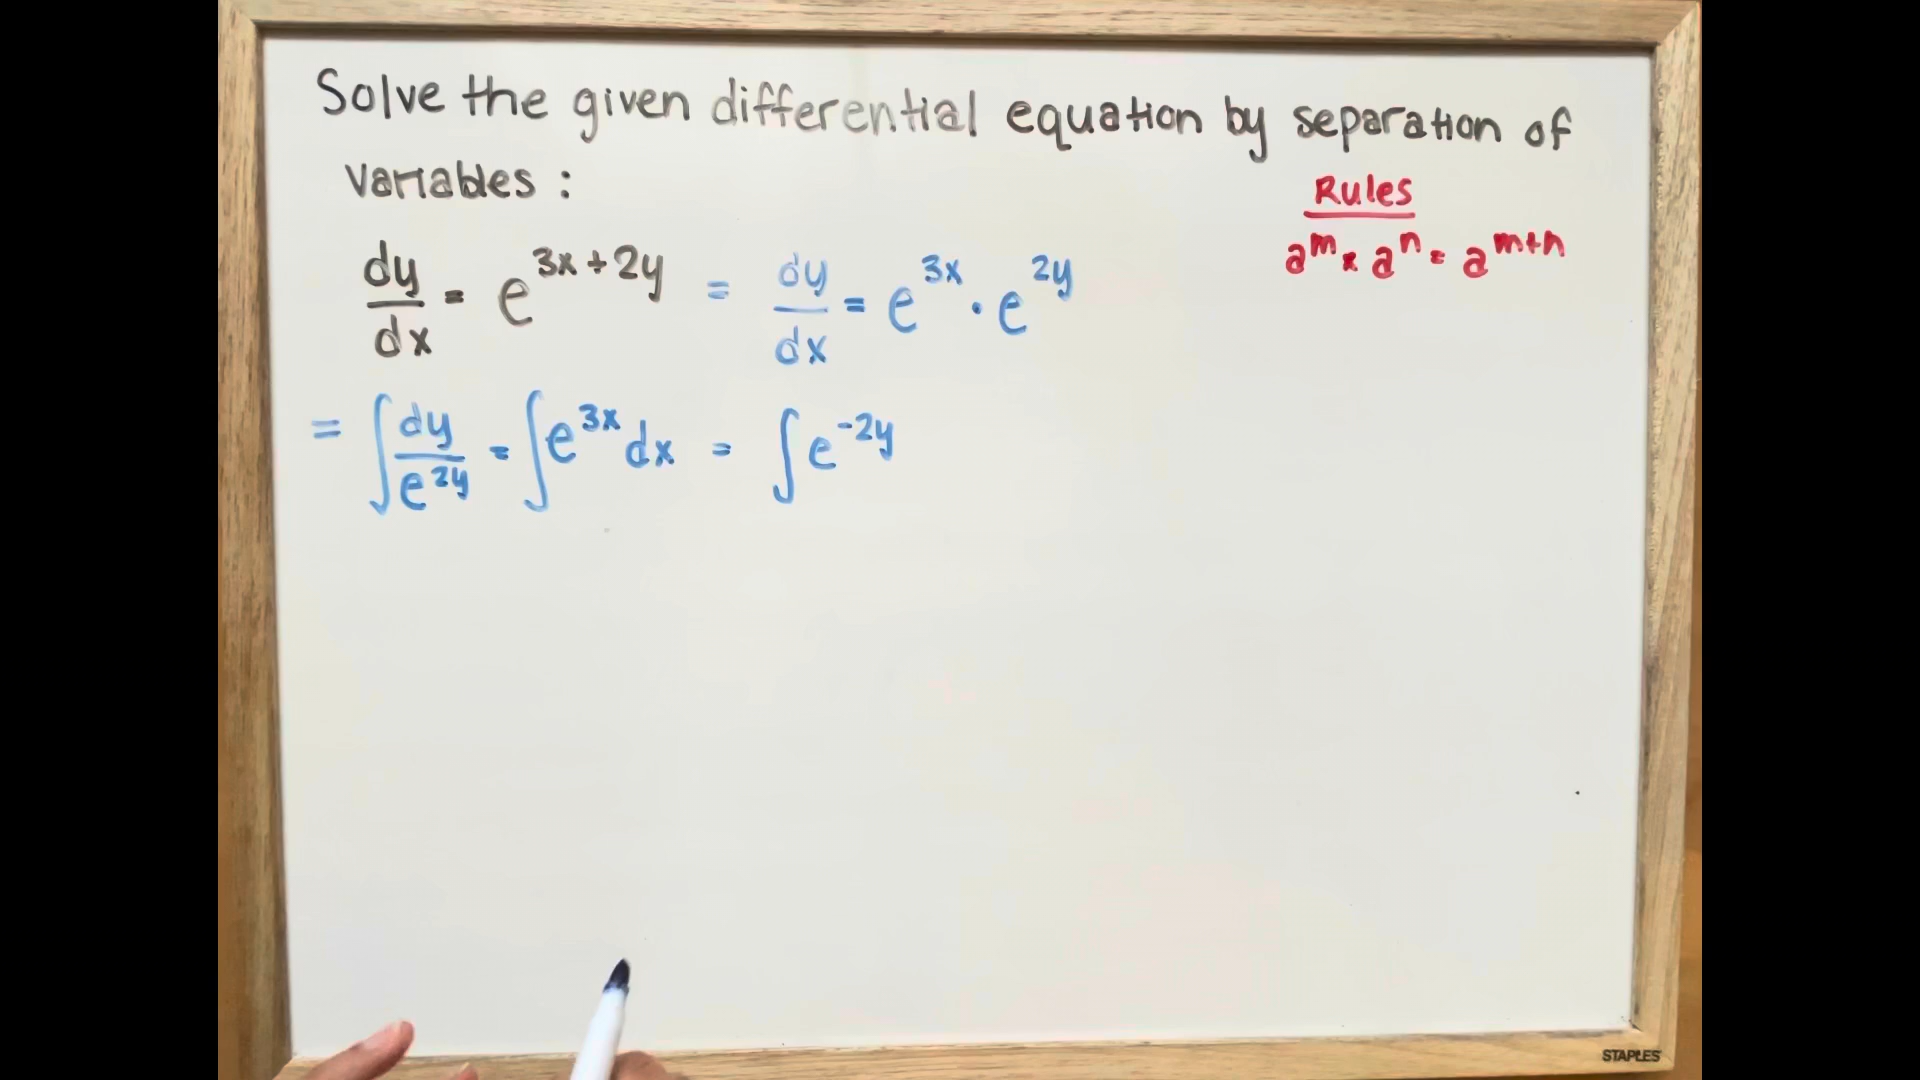 Solve the given differential equation by separation of
variables :
Rules
a^m × a^n = a^{m+n}
dy/dx = e^{3x+2y} = dy/dx = e^{3x} · e^{2y}
= ∫ dy/e^{2y} = ∫ e^{3x} dx = ∫ e^{-2y}
STAPLES